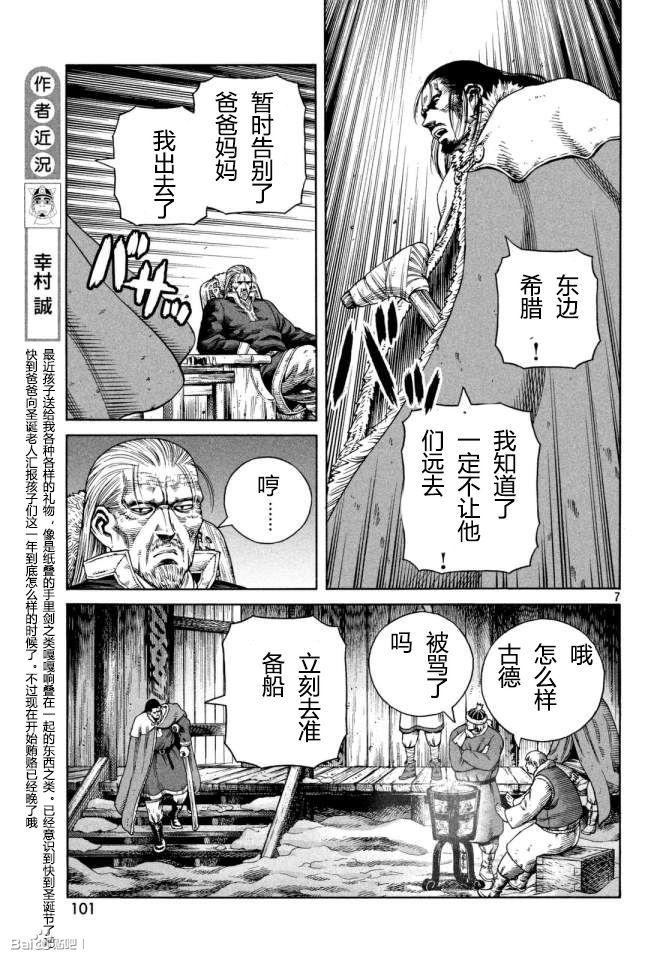 东边
希腊
！
我知道了
一定不让他
们远去
！
暂时告别了
爸爸妈妈
我出去了
バサッ
哼
……
7
哦
怎么样
古德
被骂了
吗
立刻去准
备船
作者近況
幸村誠
最近孩子送给我各种各样的礼物，像是纸叠的手里剑之类嘎嘎响叠在一起的东西之类。已经意识到快到圣诞节了吧
快到爸爸向圣诞老人汇报孩子们这一年到底怎么样的时候了。不过现在开始贿赂已经晚了哦
101
Bai贴吧